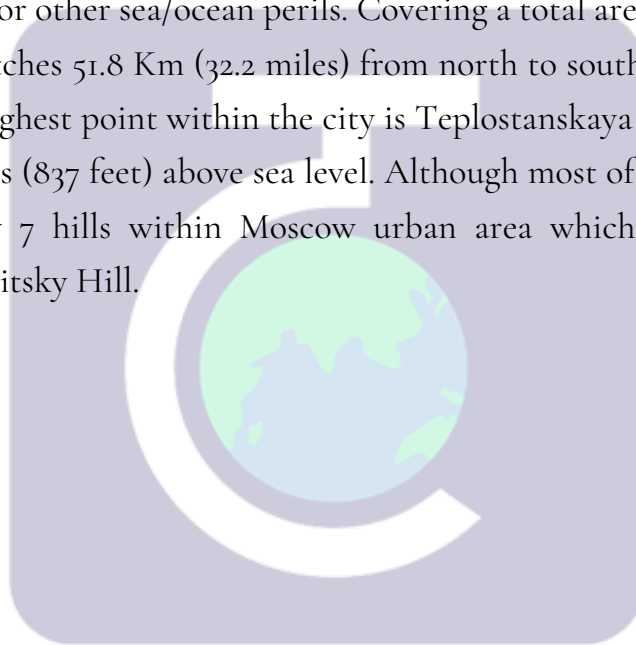 or other sea/ocean perils. Covering a total are
tches 51.8 Km (32.2 miles) from north to south
ghest point within the city is Teplostanskaya
s (837 feet) above sea level. Although most of
7 hills within Moscow urban area which
itsky Hill.